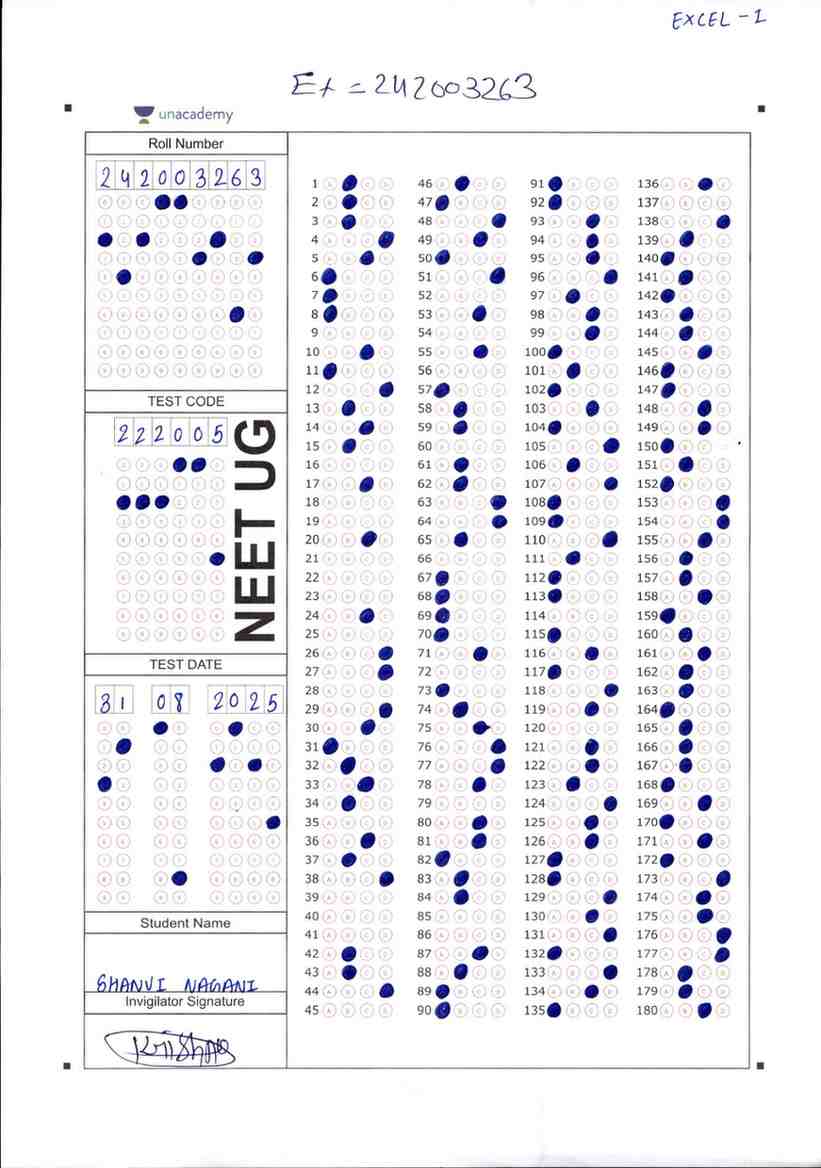 EXCEL - 1
Et = 242003263
unacademy
Roll Number
2 4 2 0 0 3 2 6 3
TEST CODE
2 2 2 0 0 5
NEET UG
TEST DATE
31 08 2025
Student Name
SHANVI NAGANI
Invigilator Signature
1 46 91 136
2 47 92 137
3 48 93 138
4 49 94 139
5 50 95 140
6 51 96 141
7 52 97 142
8 53 98 143
9 54 99 144
10 55 100 145
11 56 101 146
12 57 102 147
13 58 103 148
14 59 104 149
15 60 105 150
16 61 106 151
17 62 107 152
18 63 108 153
19 64 109 154
20 65 110 155
21 66 111 156
22 67 112 157
23 68 113 158
24 69 114 159
25 70 115 160
26 71 116 161
27 72 117 162
28 73 118 163
29 74 119 164
30 75 120 165
31 76 121 166
32 77 122 167
33 78 123 168
34 79 124 169
35 80 125 170
36 81 126 171
37 82 127 172
38 83 128 173
39 84 129 174
40 85 130 175
41 86 131 176
42 87 132 177
43 88 133 178
44 89 134 179
45 90 135 180